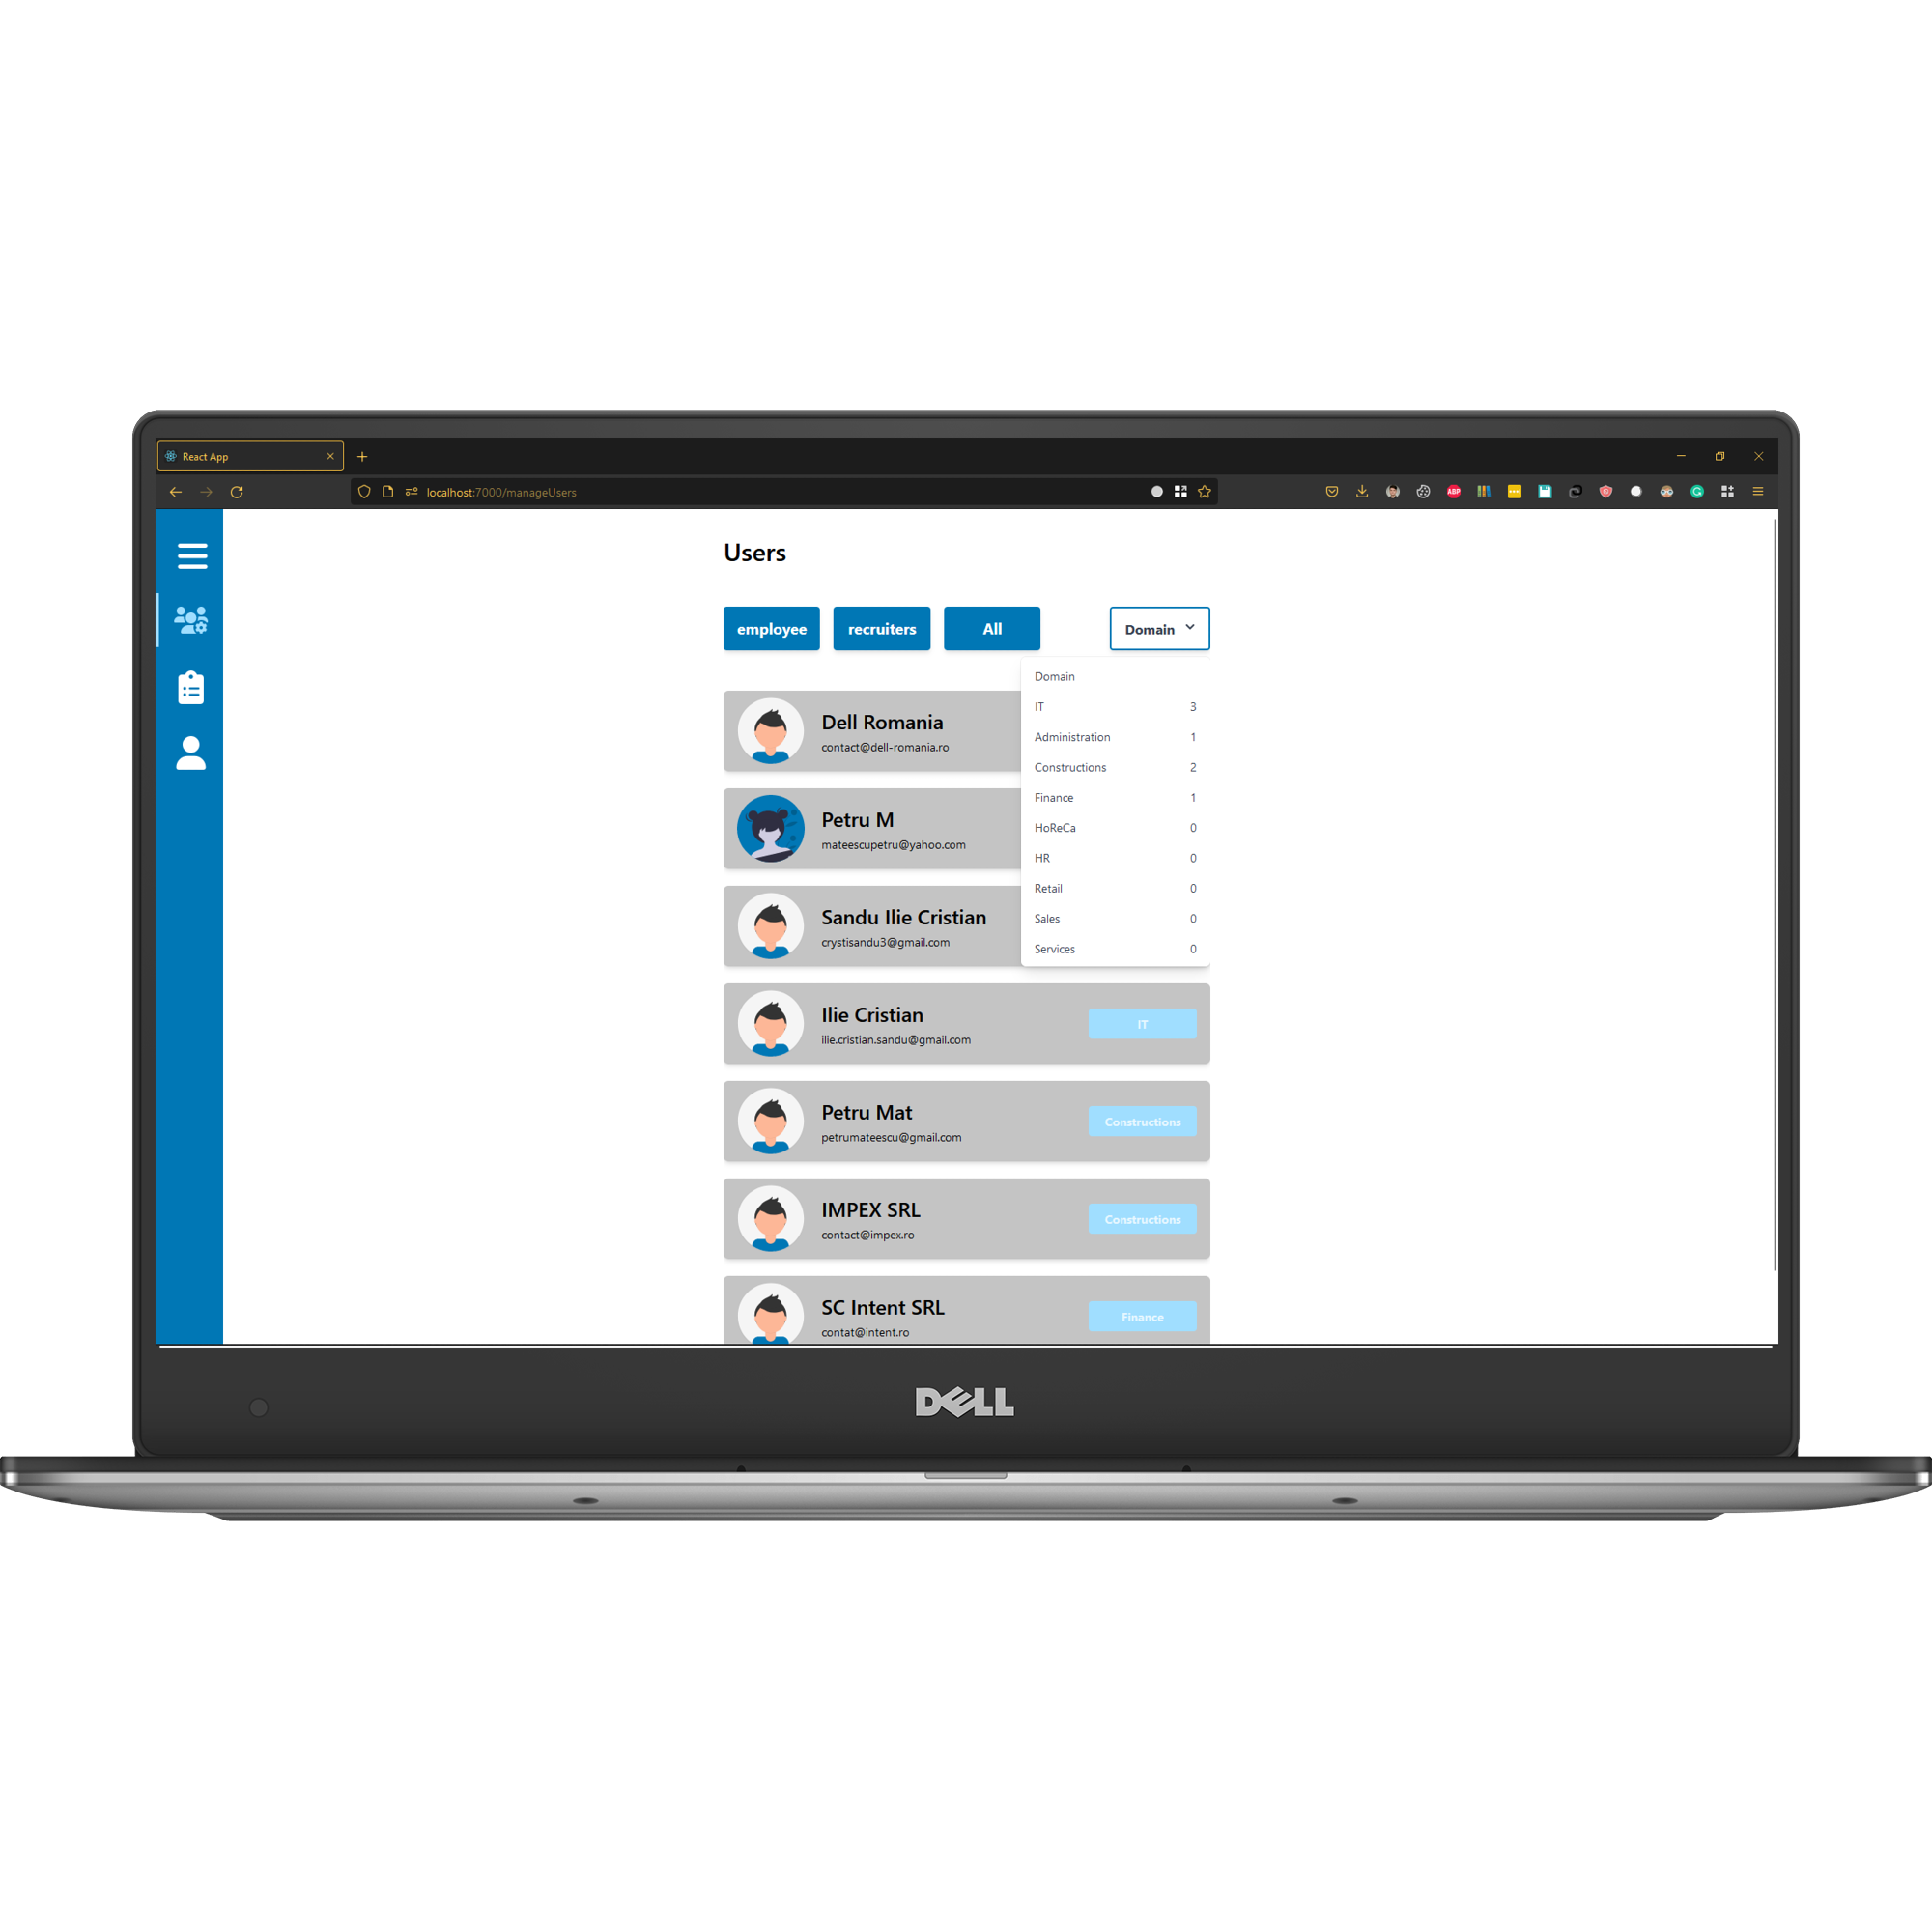 React App
localhost:7000/manageUsers
ABP
Users
employee recruiters All Domain
Domain
IT 3
Administration 1
Constructions 2
Finance 1
HoReCa 0
HR 0
Retail 0
Sales 0
Services 0
Dell Romania
contact@dell-romania.ro
Petru M
mateescupetru@yahoo.com
Sandu Ilie Cristian
crystisandu3@gmail.com
Ilie Cristian
ilie.cristian.sandu@gmail.com
IT
Petru Mat
petrumateescu@gmail.com
Constructions
IMPEX SRL
contact@impex.ro
Constructions
SC Intent SRL
contat@intent.ro
Finance
DELL